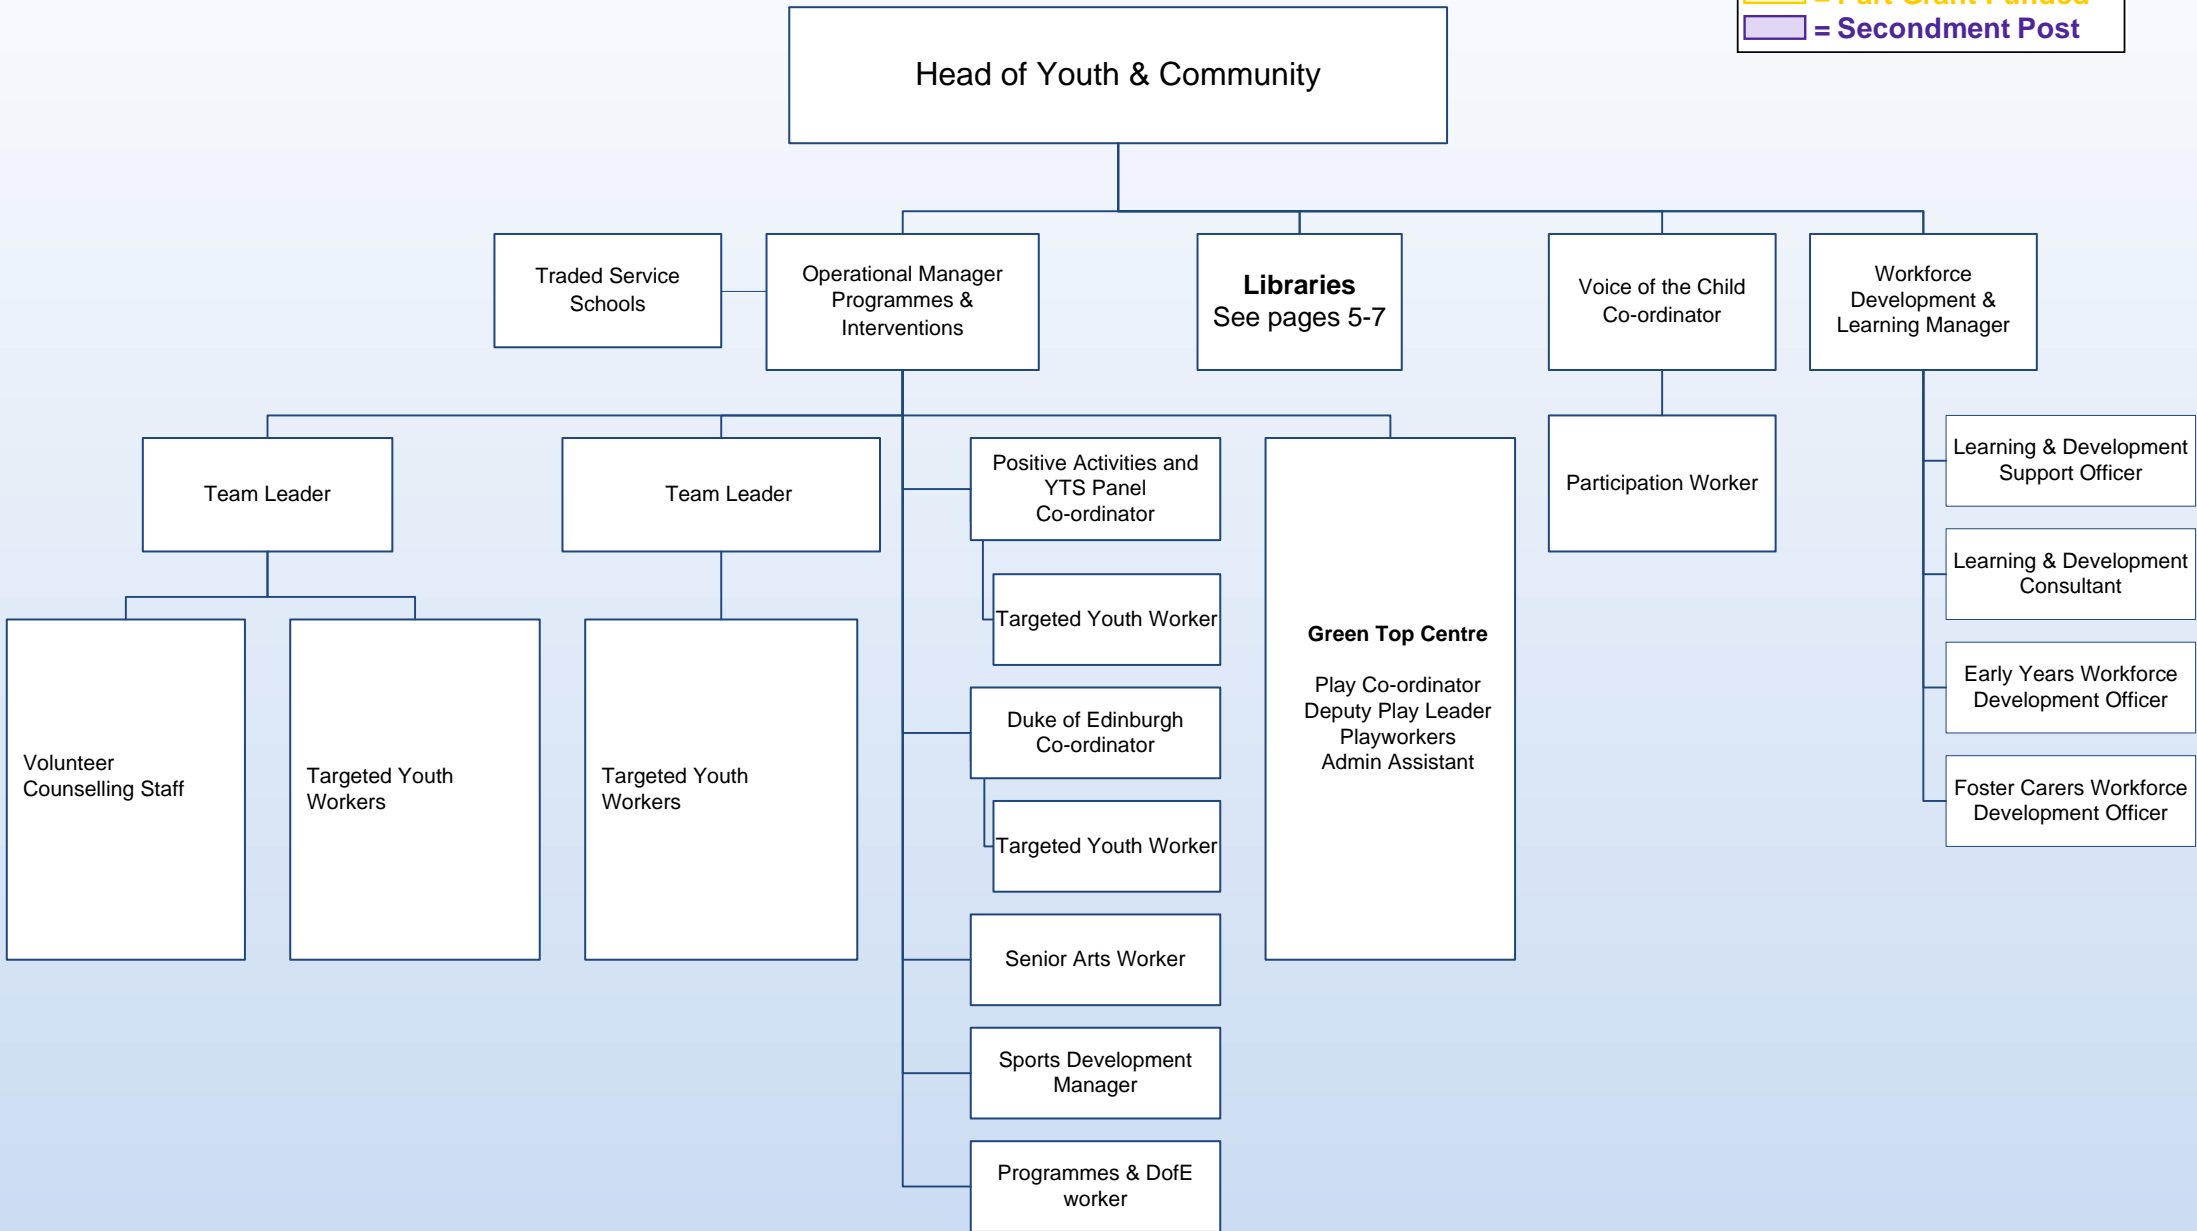 = Part Grant Funded
= Secondment Post
Head of Youth & Community
Traded Service
Schools
Operational Manager
Programmes &
Interventions
Libraries
See pages 5-7
Voice of the Child
Co-ordinator
Workforce
Development &
Learning Manager
Team Leader
Team Leader
Positive Activities and
YTS Panel
Co-ordinator
Targeted Youth Worker
Duke of Edinburgh
Co-ordinator
Targeted Youth Worker
Senior Arts Worker
Sports Development
Manager
Programmes & DofE
worker
Green Top Centre
Play Co-ordinator
Deputy Play Leader
Playworkers
Admin Assistant
Participation Worker
Learning & Development
Support Officer
Learning & Development
Consultant
Early Years Workforce
Development Officer
Foster Carers Workforce
Development Officer
Volunteer
Counselling Staff
Targeted Youth
Workers
Targeted Youth
Workers